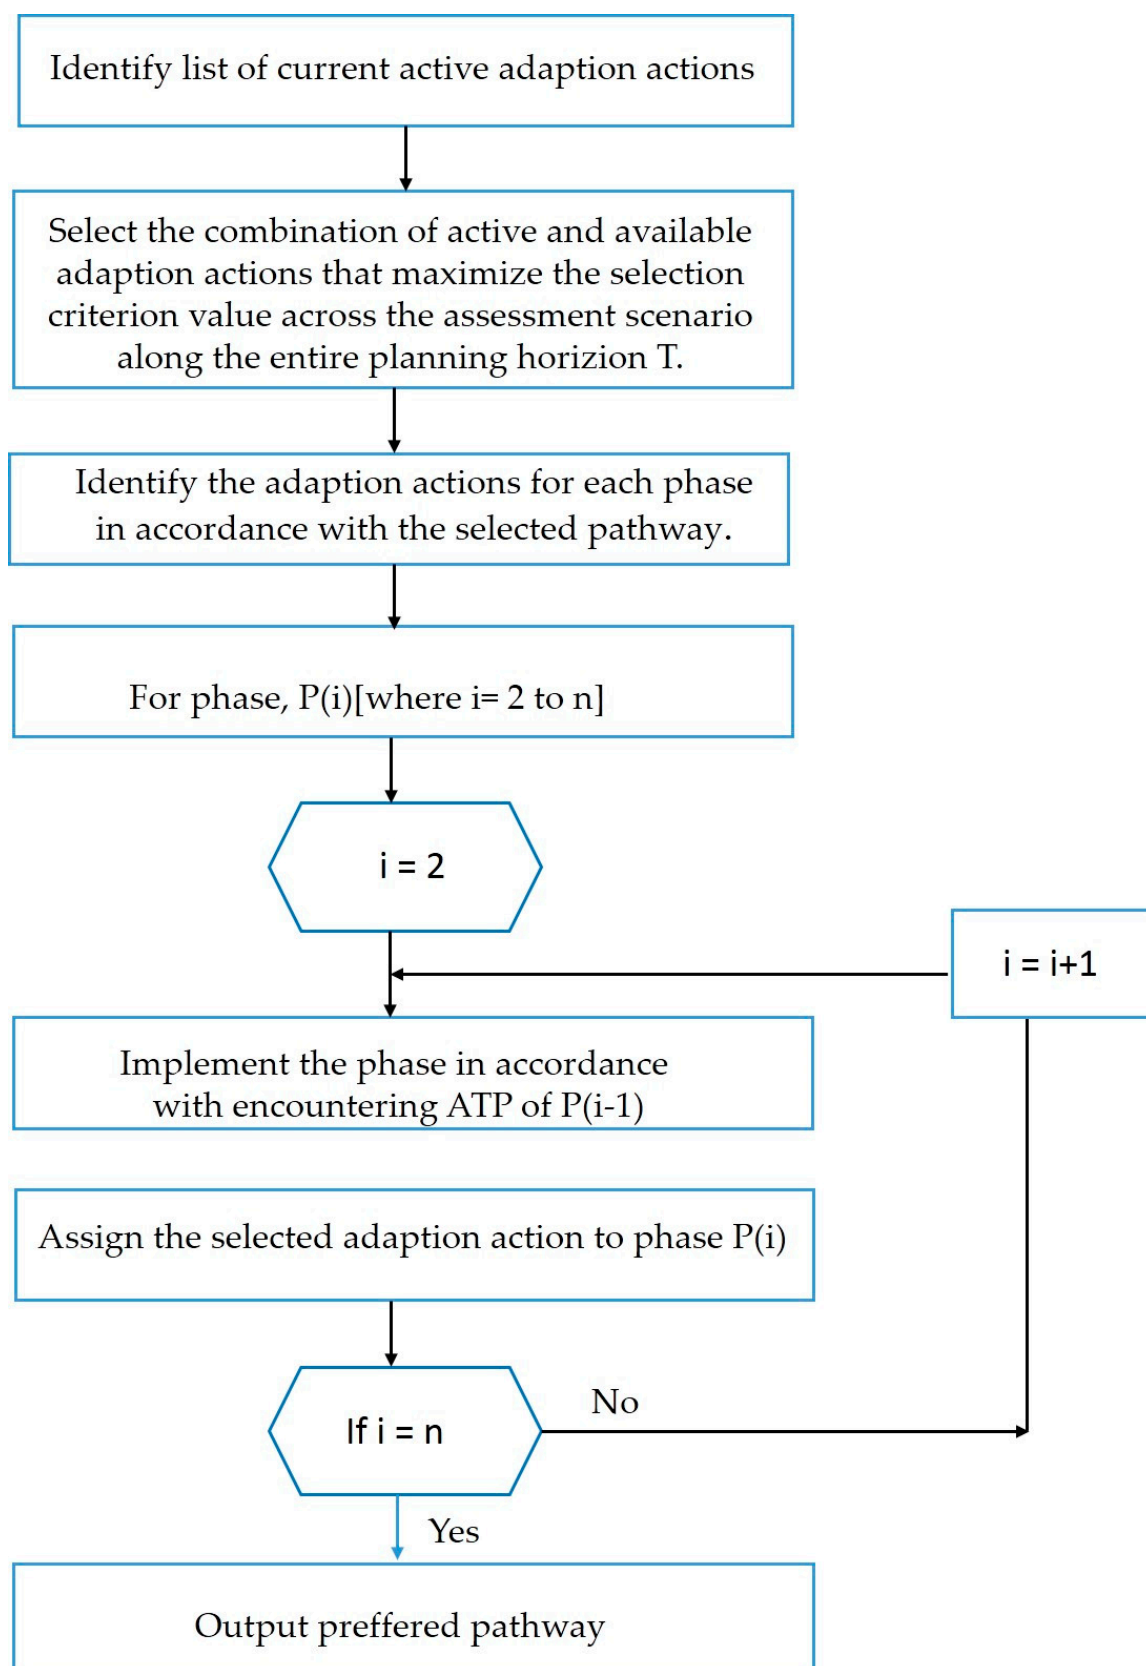 Identify list of current active adaption actions
Select the combination of active and available
adaption actions that maximize the selection
criterion value across the assessment scenario
along the entire planning horizion T.
Identify the adaption actions for each phase
in accordance with the selected pathway.
For phase, P(i)[where i= 2 to n]
i = 2
i = i+1
Implement the phase in accordance
with encountering ATP of P(i-1)
Assign the selected adaption action to phase P(i)
If i = n
No
Yes
Output preffered pathway